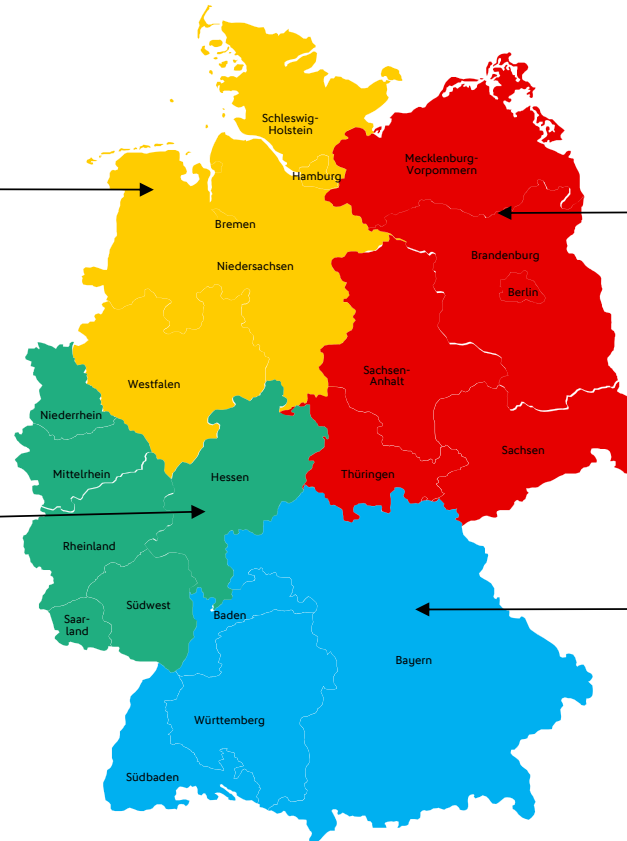 Schleswig-
Holstein
Mecklenburg-
Vorpommern
Hamburg
Bremen
Brandenburg
Niedersachsen
Berlin
Sachsen-
Anhalt
Westfalen
Niederrhein
Sachsen
Mittelrhein
Hessen
Thüringen
Rheinland
Südwest
Baden
Saar-
land
Bayern
Württemberg
Südbaden